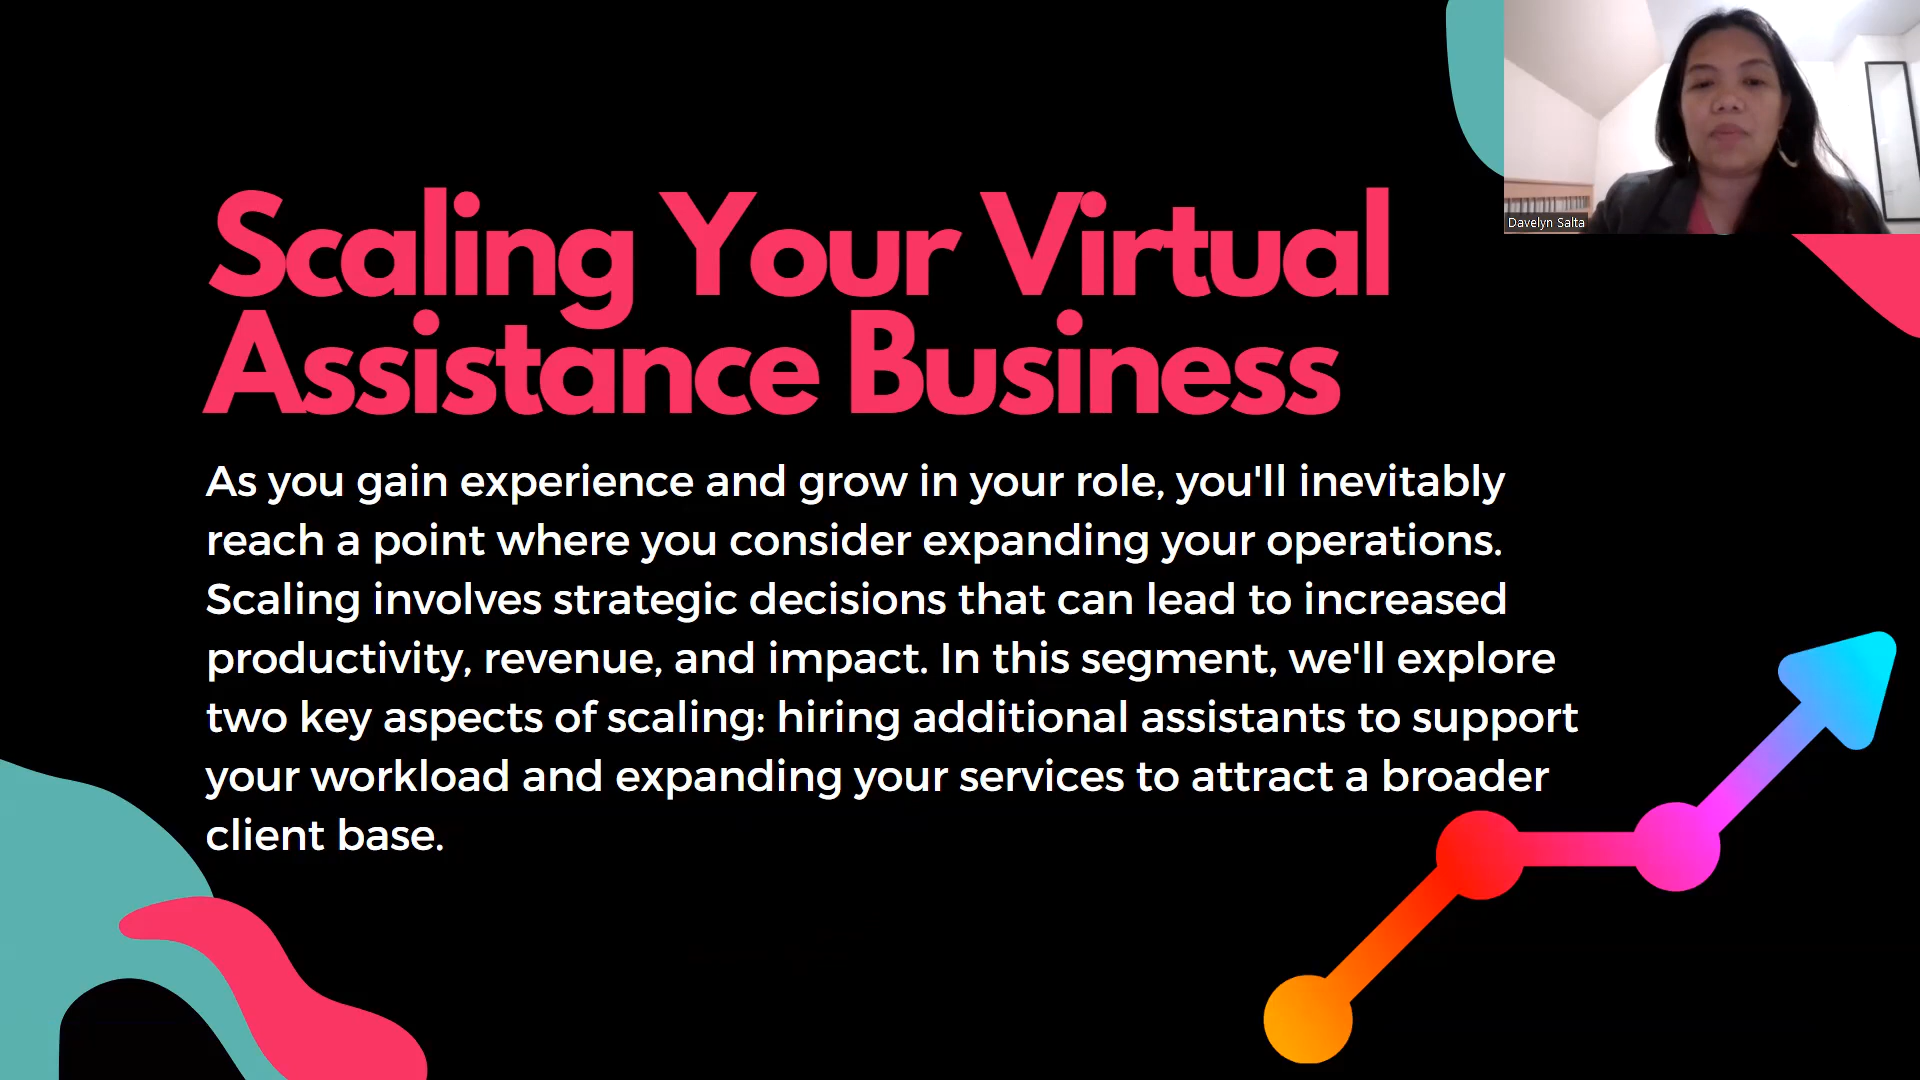 Scaling Your Virtual
Assistance Business
As you gain experience and grow in your role, you'll inevitably
reach a point where you consider expanding your operations.
Scaling involves strategic decisions that can lead to increased
productivity, revenue, and impact. In this segment, we'll explore
two key aspects of scaling: hiring additional assistants to support
your workload and expanding your services to attract a broader
client base.
Davelyn Salta